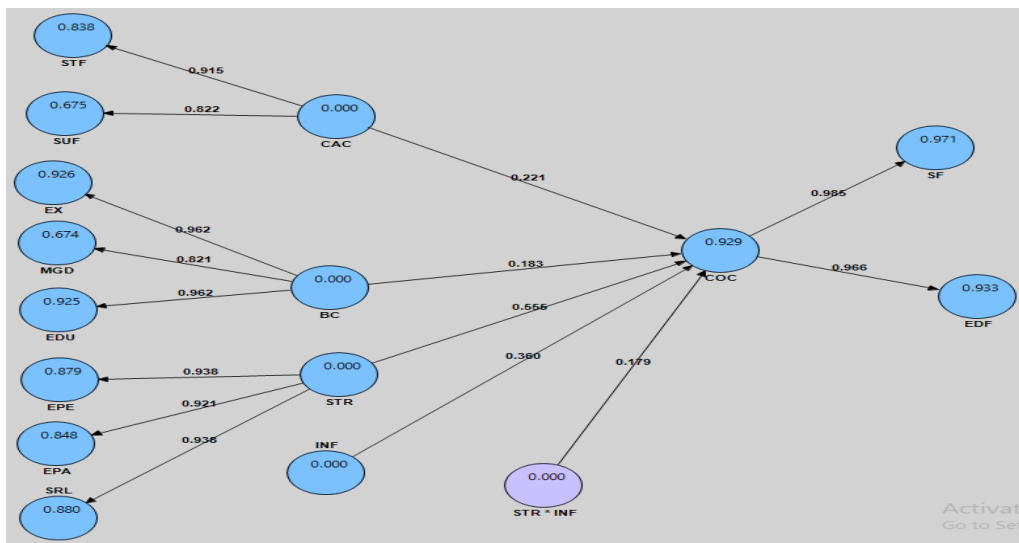 0.838
STF
0.915
0.675
SUF
0.822
0.000
CAC
0.926
EX
0.962
0.674
MGD
0.821
0.925
EDU
0.962
0.000
BC
0.221
0.971
SF
0.985
0.929
COC
0.183
0.966
0.933
EDF
0.555
0.879
EPE
0.938
0.000
STR
0.360
0.921
0.848
EPA
0.938
SRL
0.880
INF
0.000
0.179
0.000
STR * INF
Activat
Go to Set